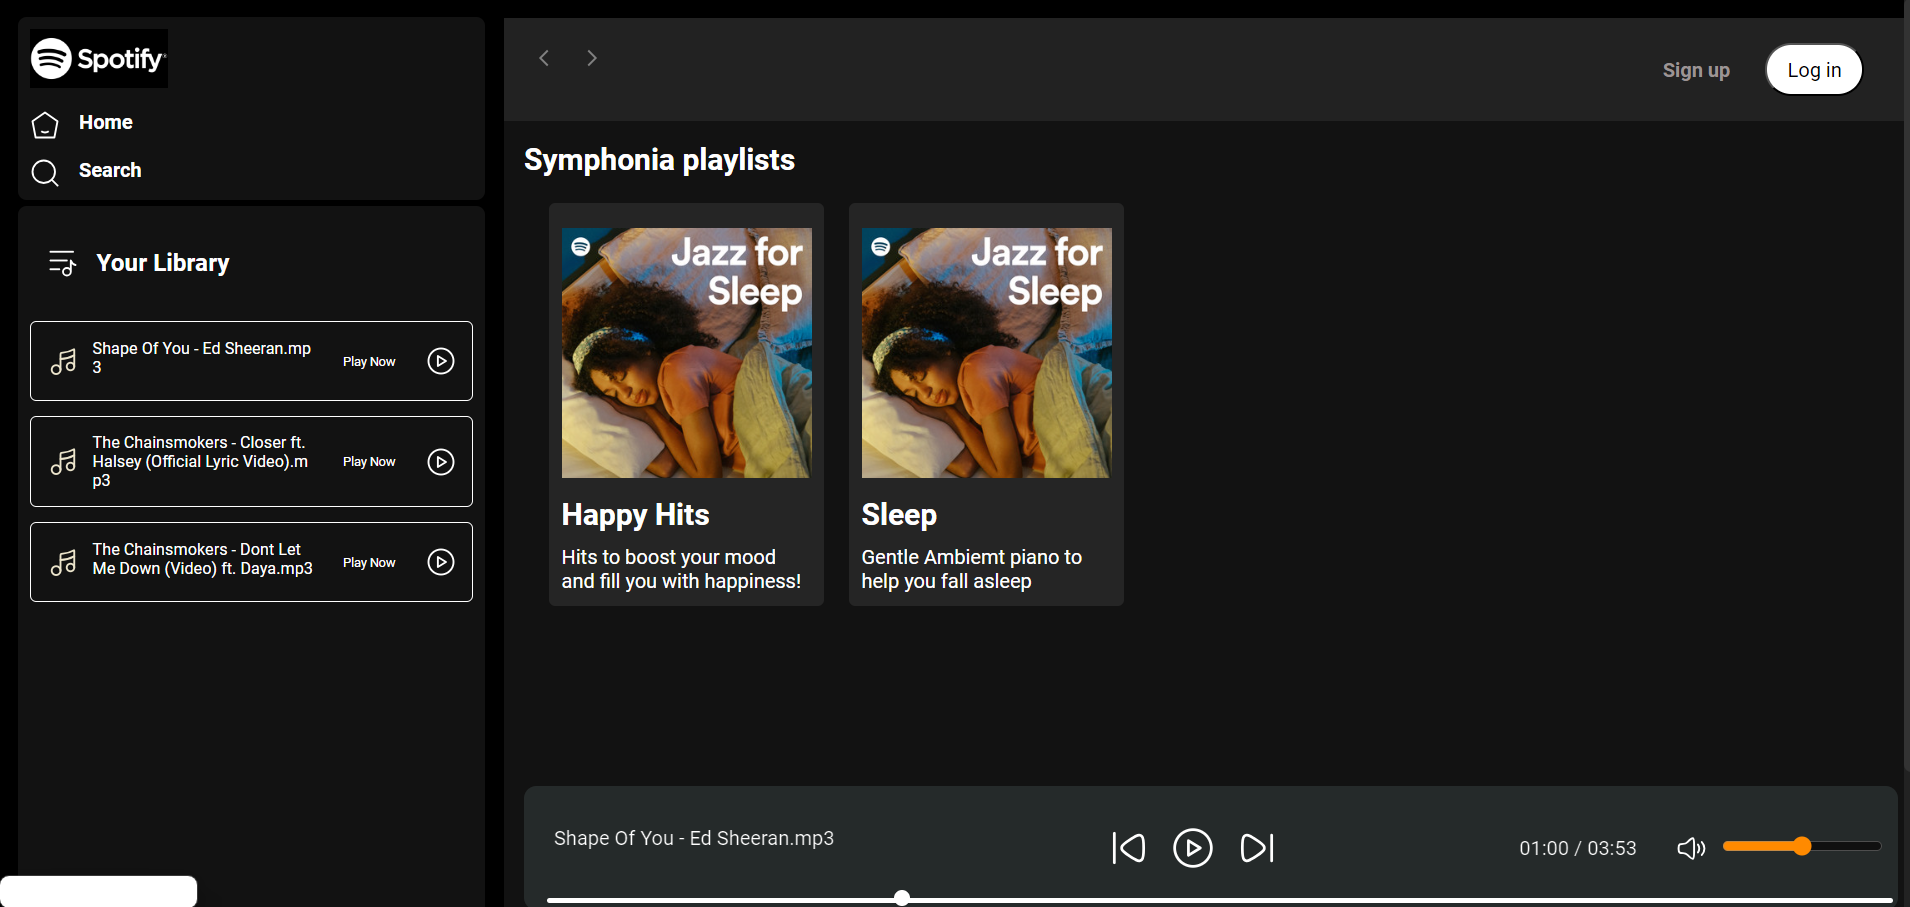 Spotify
Home
Search
Your Library
Shape Of You - Ed Sheeran.mp
3
Play Now
The Chainsmokers - Closer ft.
Halsey (Official Lyric Video).m
p3
Play Now
The Chainsmokers - Dont Let
Me Down (Video) ft. Daya.mp3
Play Now
Sign up
Log in
Symphonia playlists
Jazz for
Sleep
Happy Hits
Hits to boost your mood
and fill you with happiness!
Jazz for
Sleep
Sleep
Gentle Ambiemt piano to
help you fall asleep
Shape Of You - Ed Sheeran.mp3
01:00 / 03:53